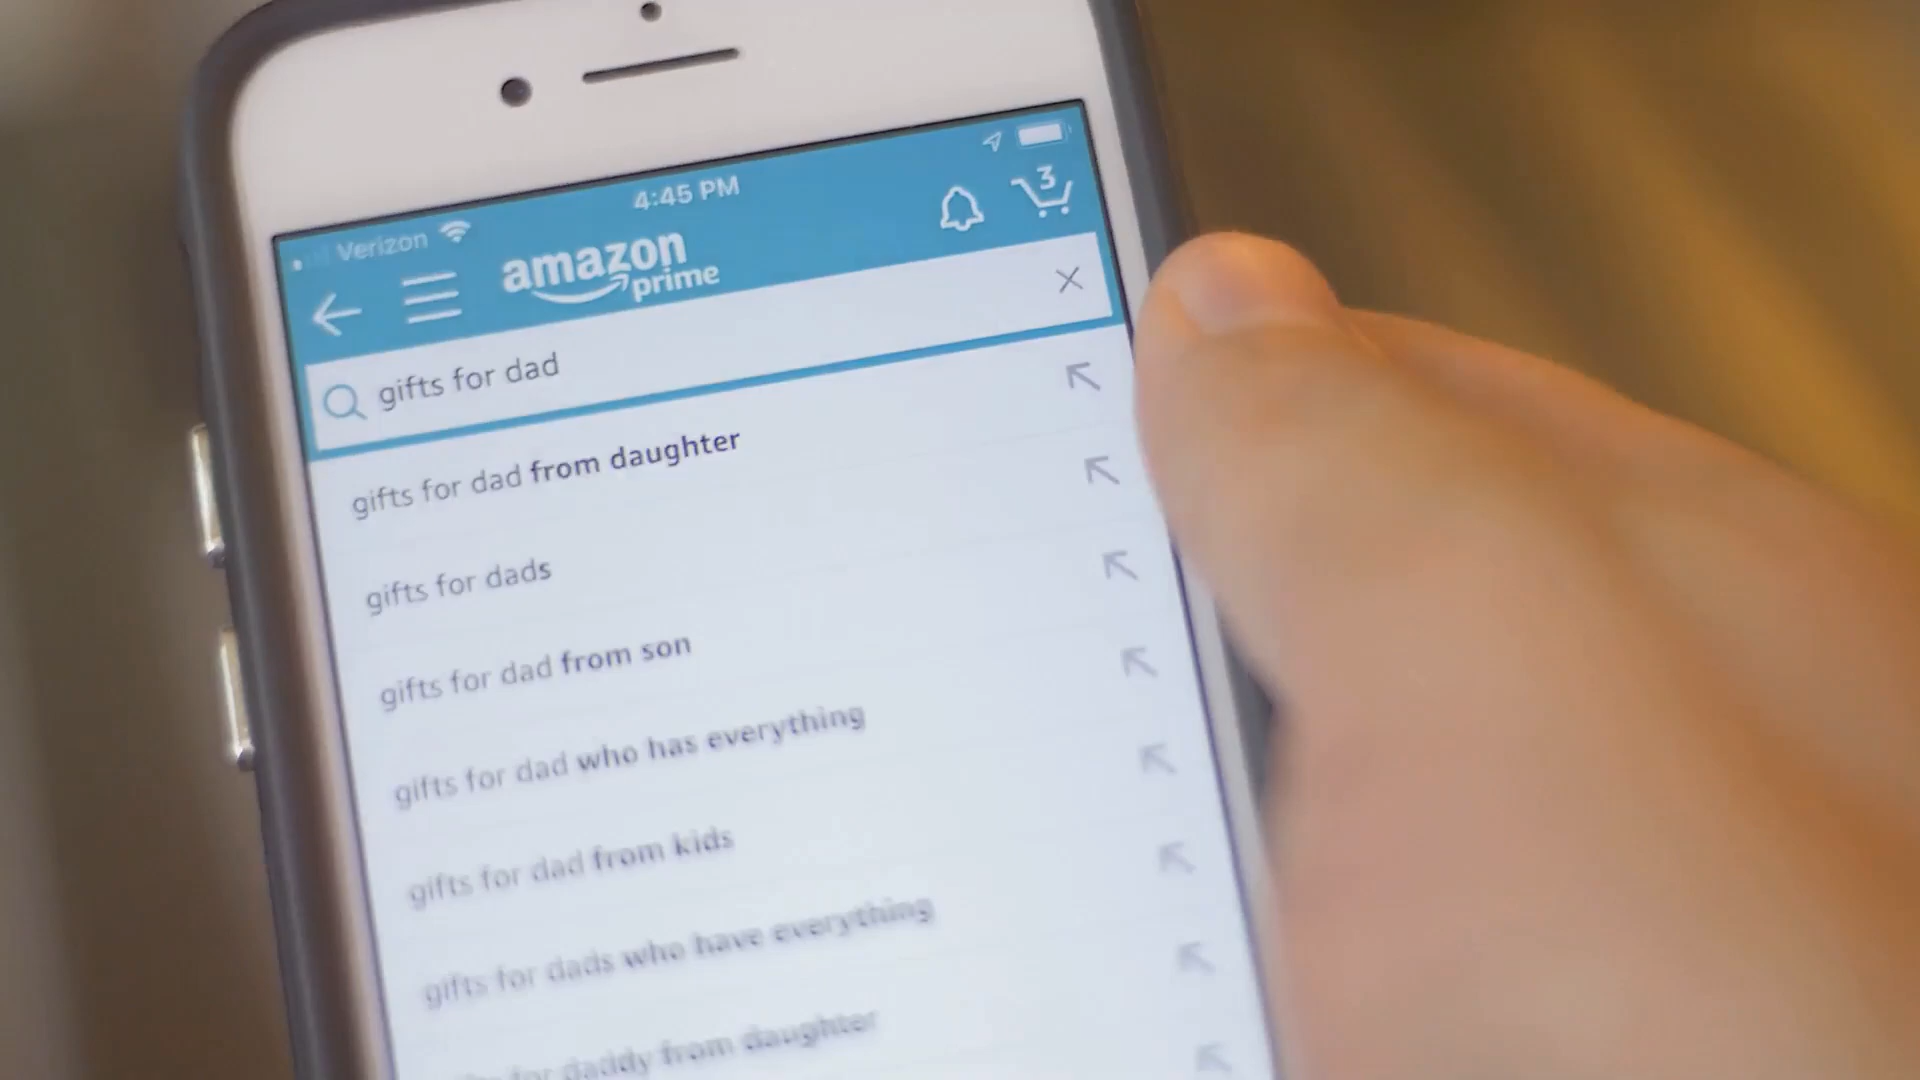 Verizon
4:45 PM
3
amazon
prime
gifts for dad
gifts for dad from daughter
gifts for dads
gifts for dad from son
gifts for dad who has everything
gifts for dad from kids
gifts for dads who have everything
for daddy from daughter